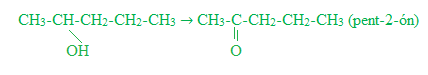 CH₃-CH-CH₂-CH₂-CH₃ → CH₃-C-CH₂-CH₂-CH₃ (pent-2-ón)
OH O